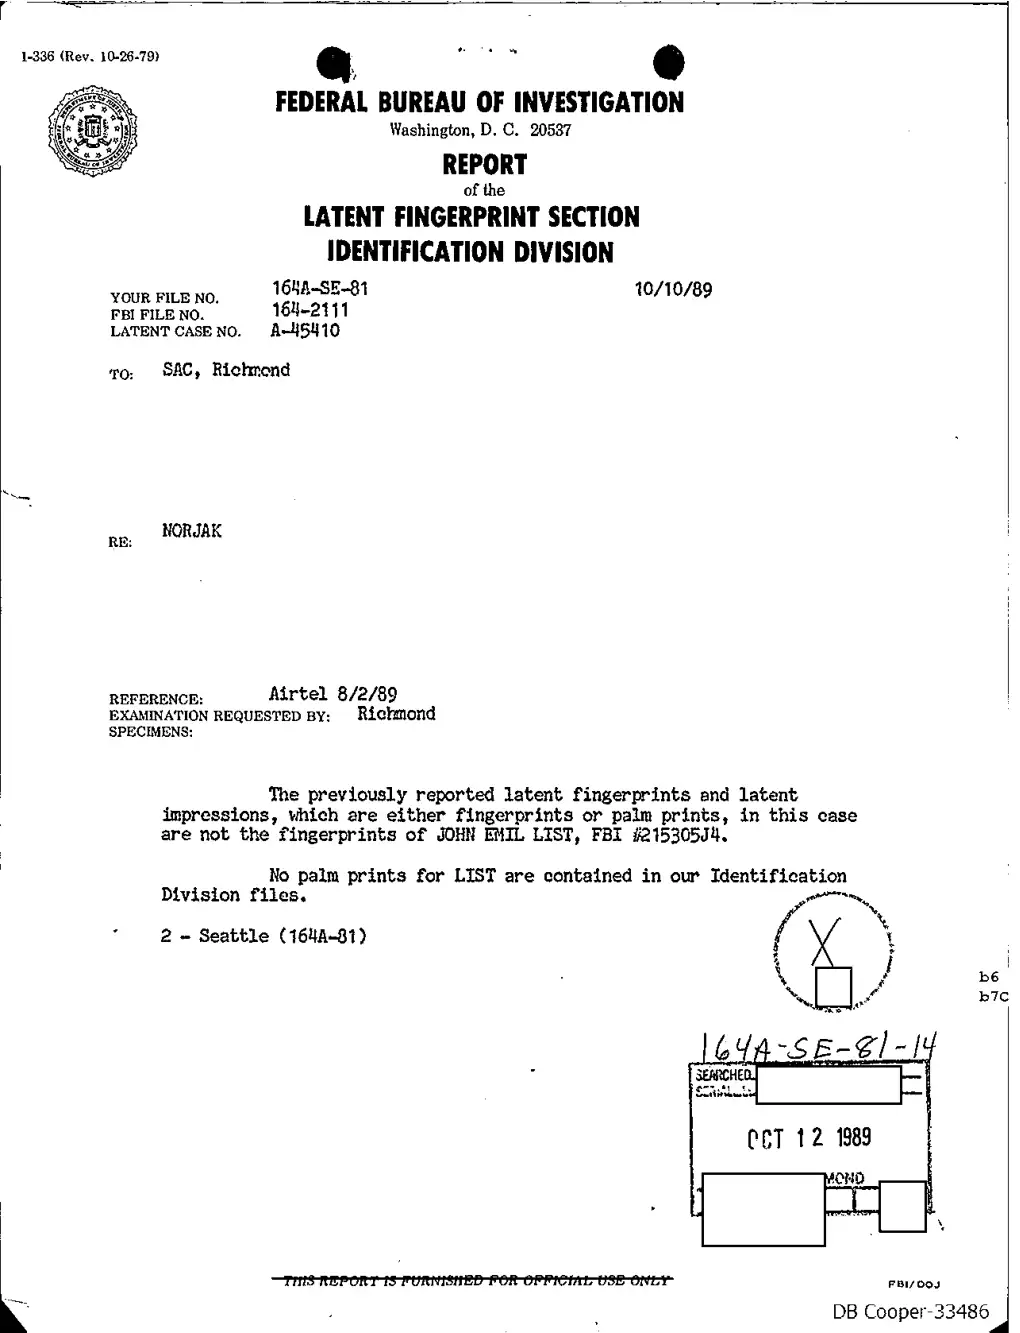 1-336 (Rev. 10-26-79)
FEDERAL BUREAU OF INVESTIGATION
Washington, D. C. 20537
REPORT
of the
LATENT FINGERPRINT SECTION
IDENTIFICATION DIVISION
YOUR FILE NO. 164A-SE-81 10/10/89
FBI FILE NO. 164-2111
LATENT CASE NO. A-45410
TO: SAC, Richmond
RE: NORJAK
REFERENCE: Airtel 8/2/89
EXAMINATION REQUESTED BY: Richmond
SPECIMENS:
The previously reported latent fingerprints and latent
impressions, which are either fingerprints or palm prints, in this case
are not the fingerprints of JOHN EMIL LIST, FBI #215305J4.
No palm prints for LIST are contained in our Identification
Division files.
2 - Seattle (164A-81)
X
b6
b7C
164A-SE-81-14
SEARCHED
OCT 12 1989
MOND
THIS REPORT IS FURNISHED FOR OFFICIAL USE ONLY
FBI/DOJ
DB Cooper-33486